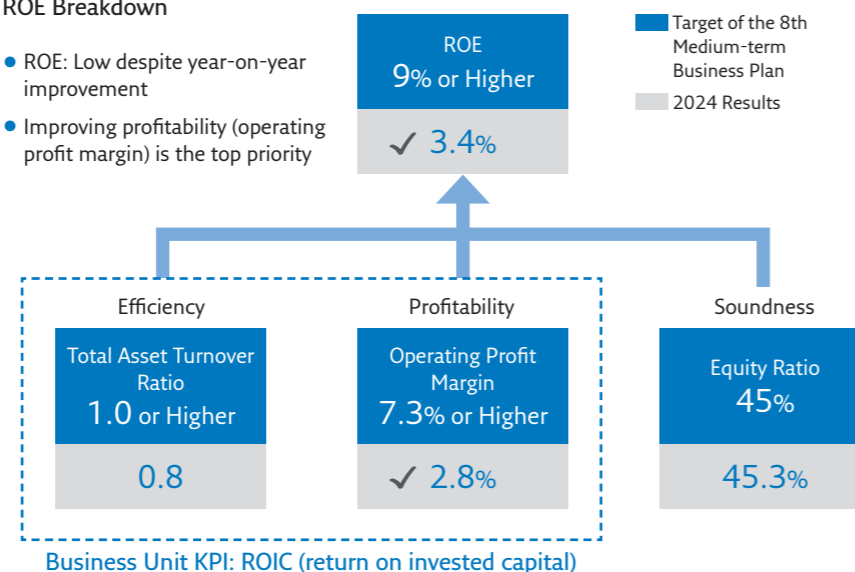 ROE Breakdown
● ROE: Low despite year-on-year
improvement
● Improving profitability (operating
profit margin) is the top priority
ROE
9% or Higher
✓ 3.4%
Target of the 8th
Medium-term
Business Plan
2024 Results
Efficiency
Total Asset Turnover
Ratio
1.0 or Higher
0.8
Profitability
Operating Profit
Margin
7.3% or Higher
✓ 2.8%
Soundness
Equity Ratio
45%
45.3%
Business Unit KPI: ROIC (return on invested capital)